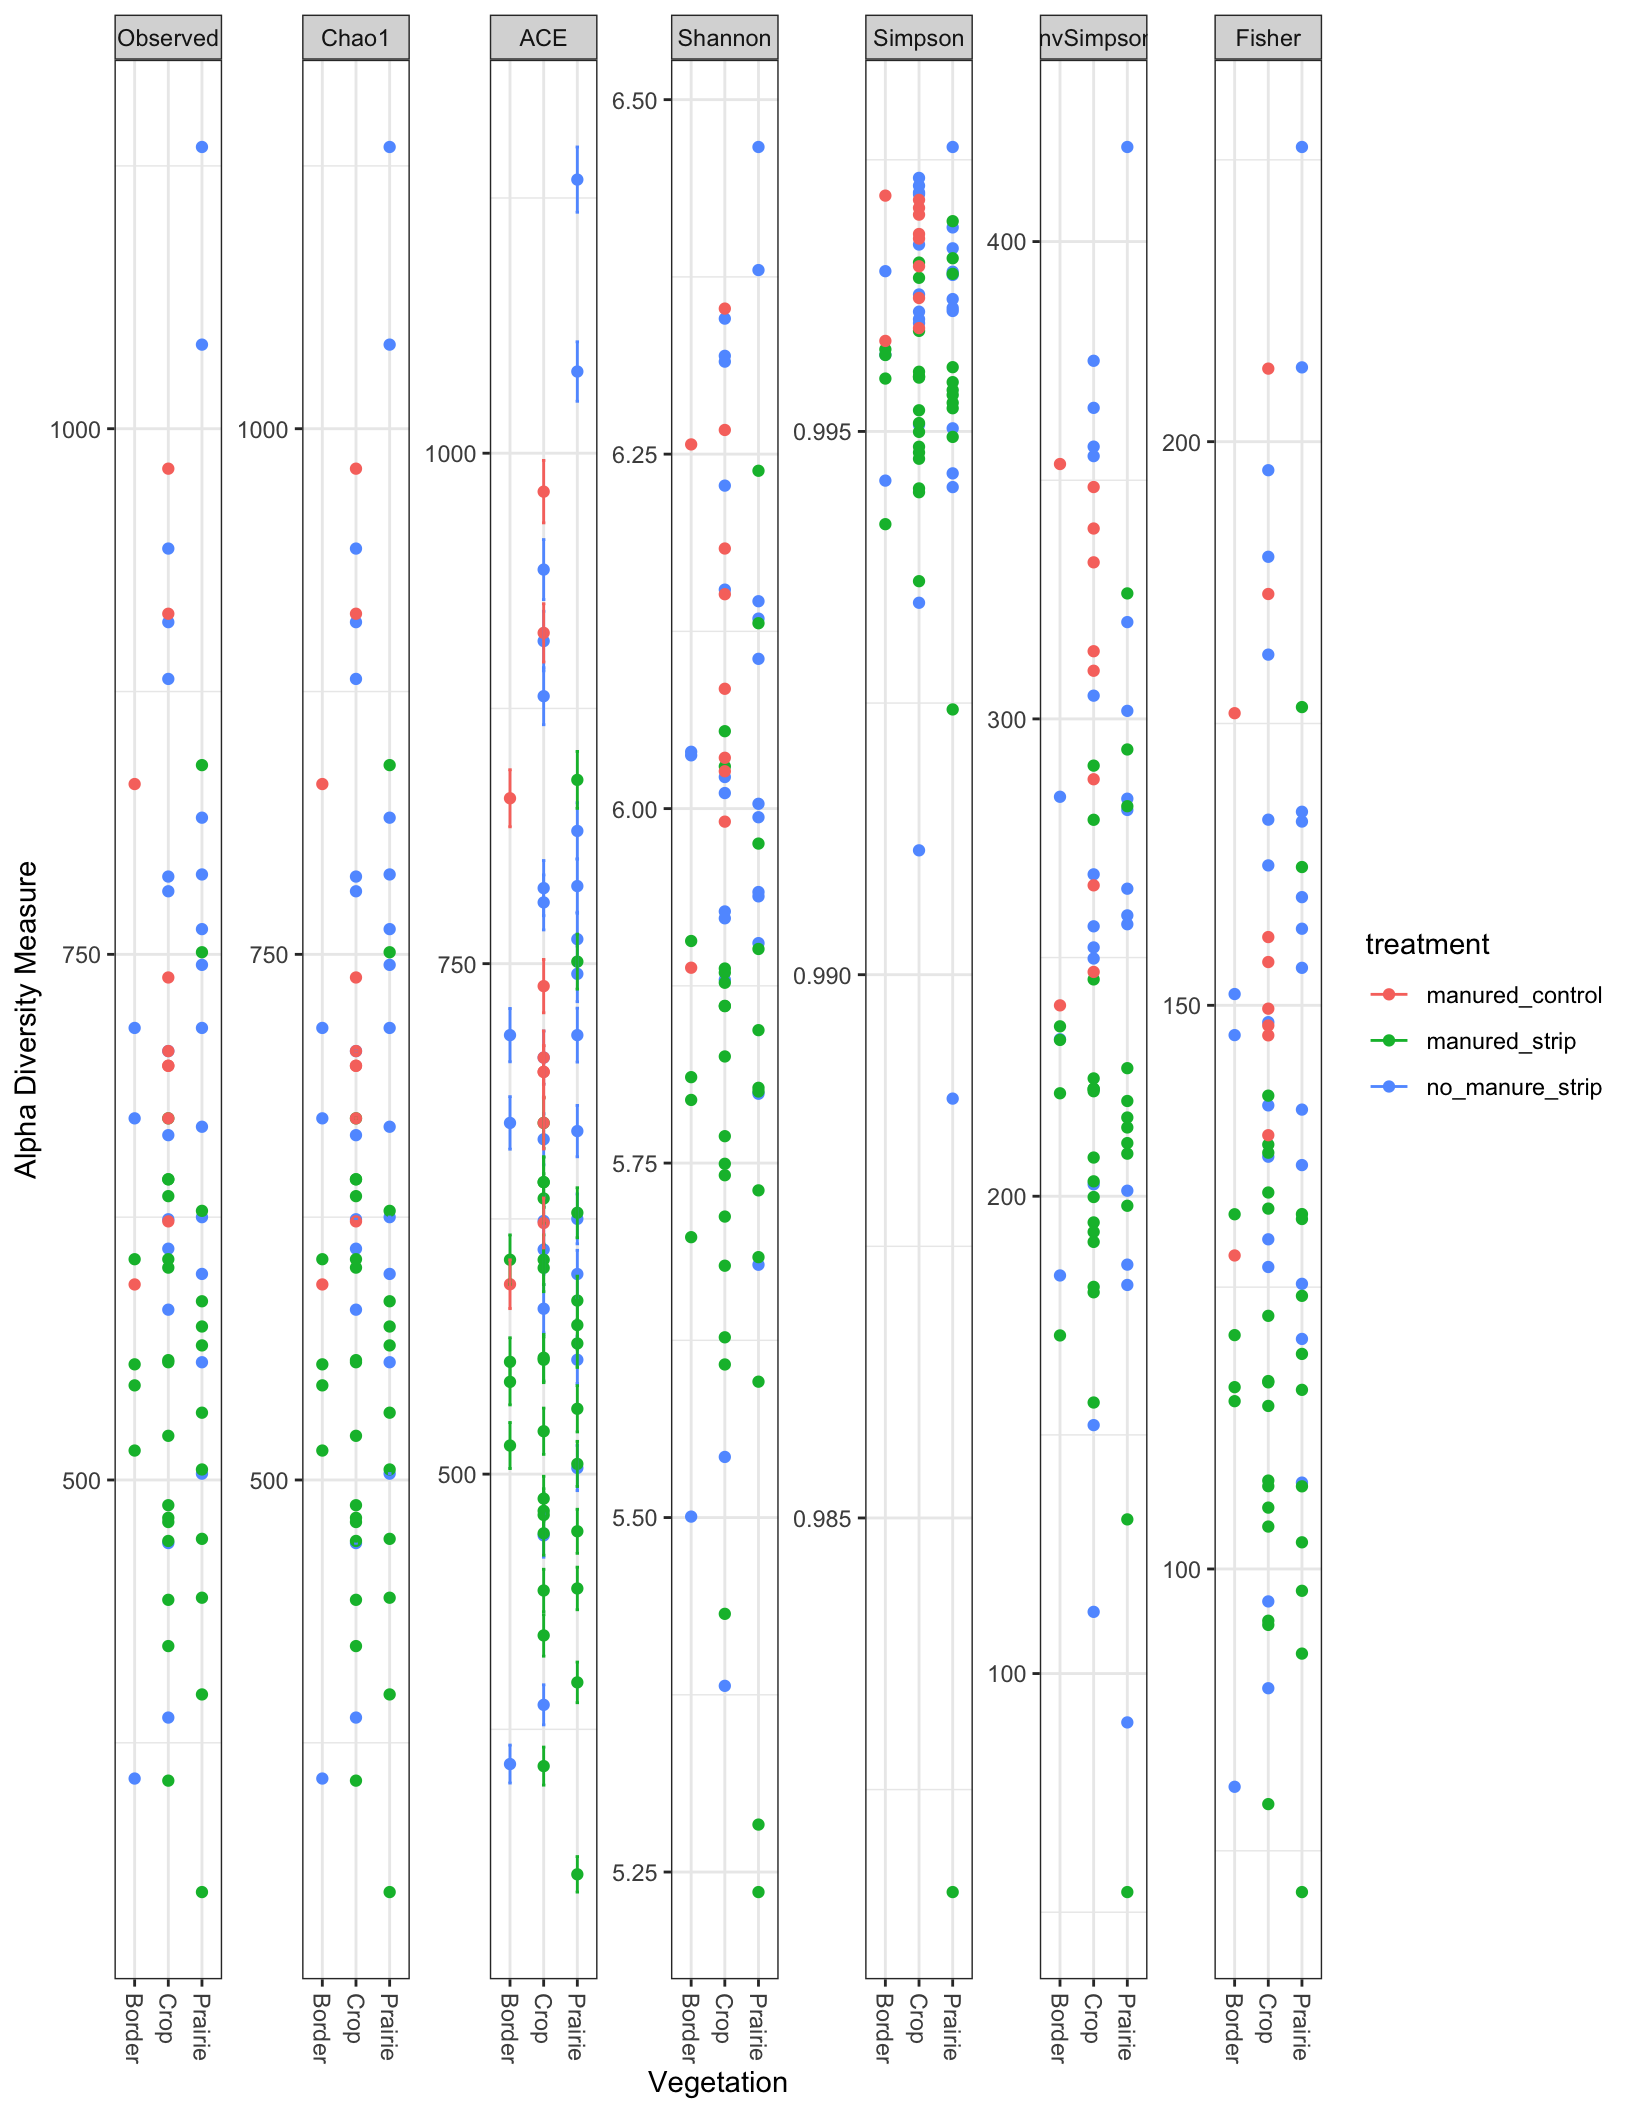 Observed Chao1 ACE Shannon Simpson nvSimpson Fisher
1000
750
500
1000
750
500
1000
750
500
6.50
6.25
6.00
5.75
5.50
5.25
0.995
0.990
0.985
400
300
200
100
200
150
100
Alpha Diversity Measure
Border Crop Prairie
Border Crop Prairie
Border Crop Prairie
Border Crop Prairie
Border Crop Prairie
Border Crop Prairie
Border Crop Prairie
Vegetation
treatment
manured_control
manured_strip
no_manure_strip